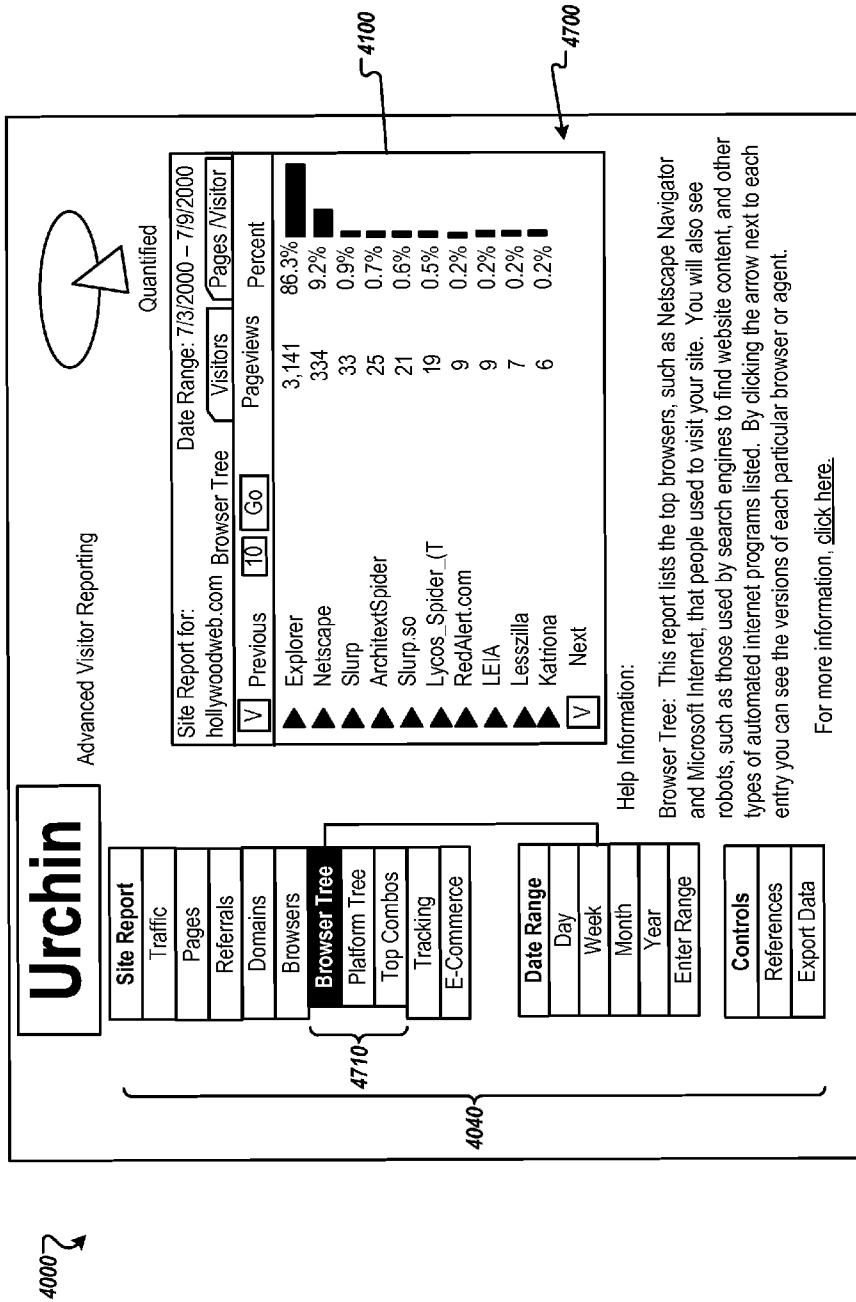 4000
Urchin
Advanced Visitor Reporting
Quantified
Site Report
Traffic
Pages
Referrals
Domains
Browsers
Browser Tree
Platform Tree
Top Combos
Tracking
E-Commerce
4710
4040
Date Range
Day
Week
Month
Year
Enter Range
Controls
References
Export Data
Site Report for: Date Range: 7/3/2000 – 7/9/2000
hollywoodweb.com Browser Tree Visitors Pages /Visitor
V Previous 10 Go Pageviews Percent
Explorer 3,141 86.3%
Netscape 334 9.2%
Slurp 33 0.9%
ArchitextSpider 25 0.7%
Slurp.so 21 0.6%
Lycos_Spider_(T 19 0.5%
RedAlert.com 9 0.2%
LEIA 9 0.2%
Lesszilla 7 0.2%
Katriona 6 0.2%
V Next
4100
4700
Help Information:
Browser Tree: This report lists the top browsers, such as Netscape Navigator
and Microsoft Internet, that people used to visit your site. You will also see
robots, such as those used by search engines to find website content, and other
types of automated internet programs listed. By clicking the arrow next to each
entry you can see the versions of each particular browser or agent.
For more information, click here.